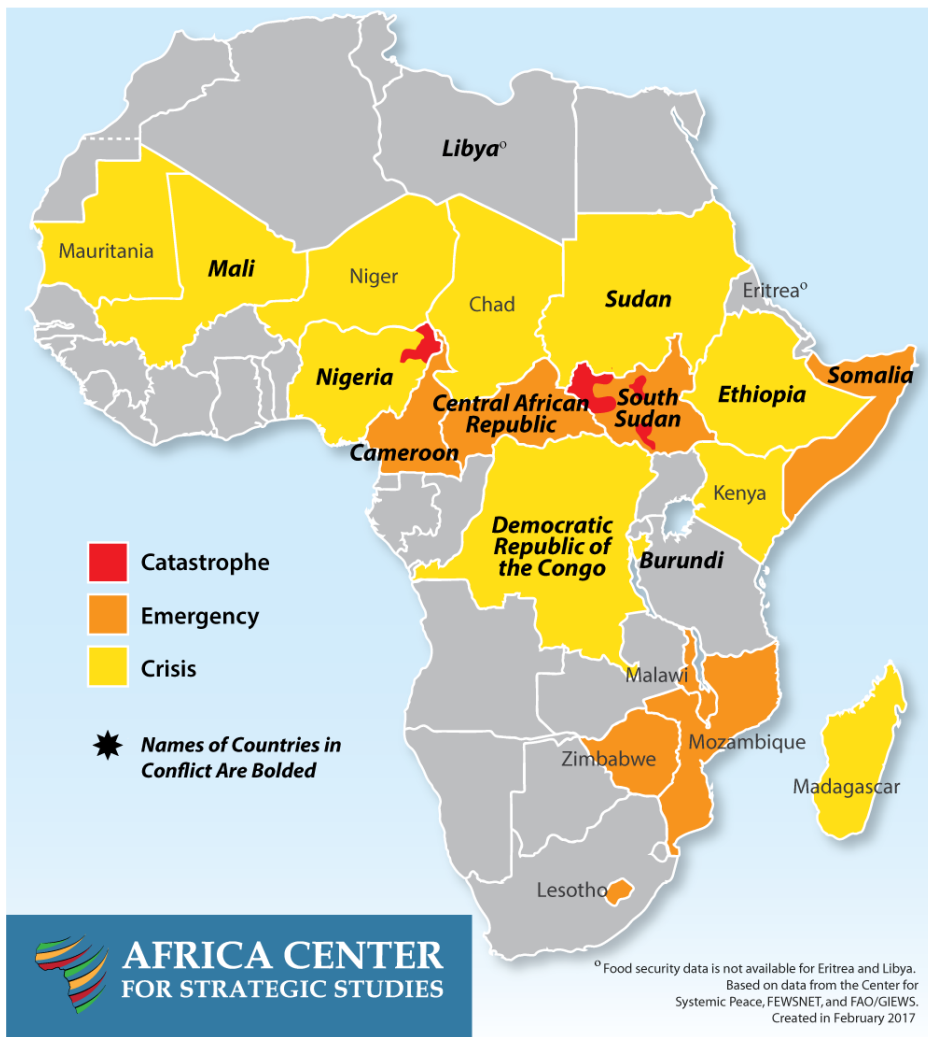 Libyaº
Mauritania
Mali
Niger
Chad
Sudan
Eritreaº
Nigeria
Central African
Republic
South
Sudan
Ethiopia
Somalia
Cameroon
Kenya
Democratic
Republic of
the Congo
Burundi
Catastrophe
Emergency
Crisis
Names of Countries in
Conflict Are Bolded
Malawi
Mozambique
Zimbabwe
Madagascar
Lesotho
AFRICA CENTER
FOR STRATEGIC STUDIES
º Food security data is not available for Eritrea and Libya.
Based on data from the Center for
Systemic Peace, FEWSNET, and FAO/GIEWS.
Created in February 2017